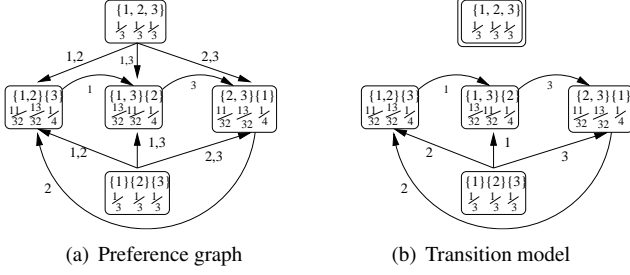 {1, 2, 3}
1/3 1/3 1/3
1,2
1,3
2,3
{1,2}{3}
11/32 13/32 1/4
1
{1, 3}{2}
13/32 11/32 1/4
3
{2, 3}{1}
11/32 13/32 1/4
1,2
1,3
2,3
2
{1}{2}{3}
1/3 1/3 1/3
(a) Preference graph
{1, 2, 3}
1/3 1/3 1/3
{1,2}{3}
11/32 13/32 1/4
1
{1, 3}{2}
13/32 11/32 1/4
3
{2, 3}{1}
11/32 13/32 1/4
2
1
3
2
{1}{2}{3}
1/3 1/3 1/3
(b) Transition model